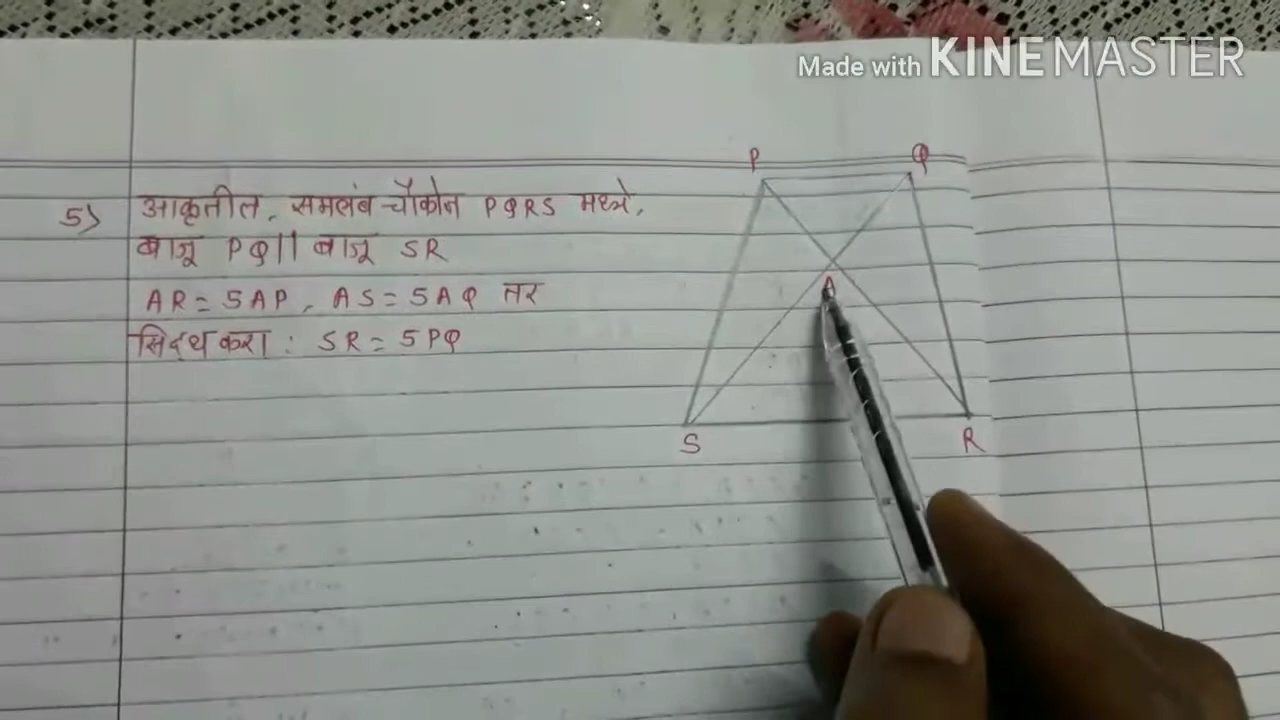 Made with KINEMASTER
P
Q
5) आकृतीत, समलंब चौकोन PQRS मध्ये,
बाजू PQ || बाजू SR
AR = 5AP, AS = 5AQ तर
सिद्ध करा: SR = 5PQ
A
S
R